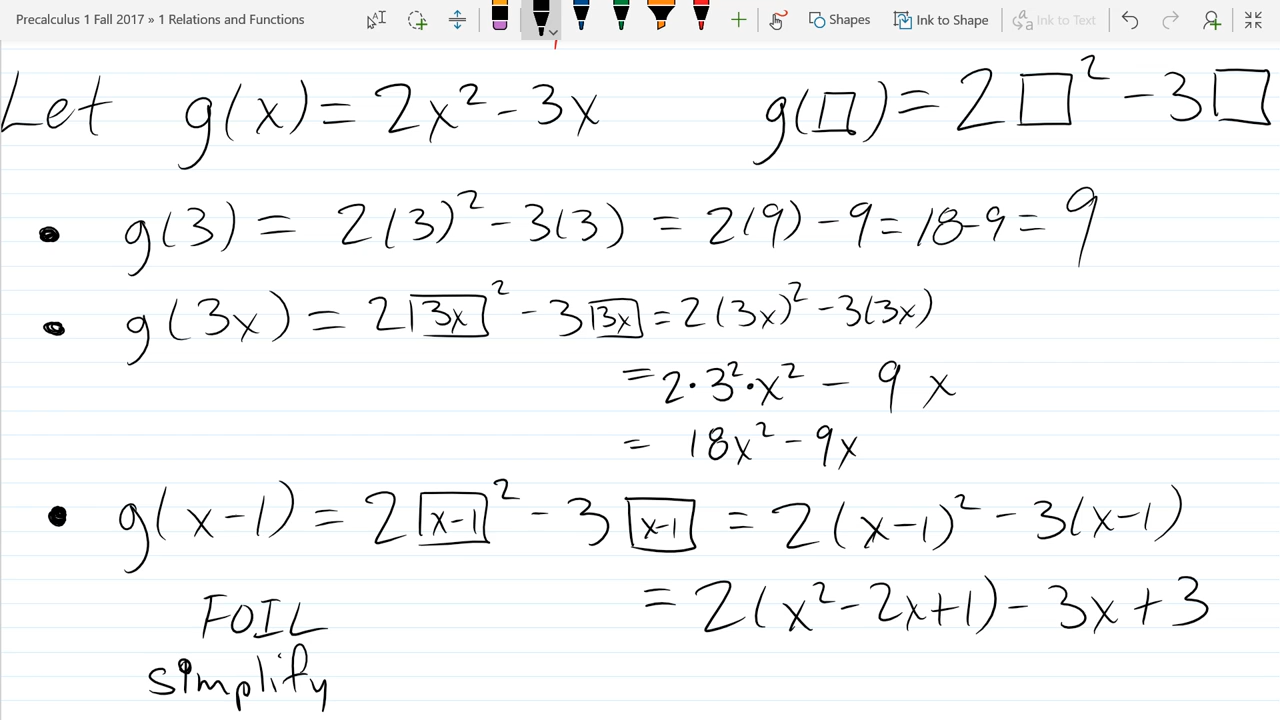 Precalculus 1 Fall 2017 » 1 Relations and Functions Shapes Ink to Shape Ink to Text
Let g(x) = 2x² - 3x g(□) = 2□² - 3□
• g(3) = 2(3)² - 3(3) = 2(9) - 9 = 18-9 = 9
• g(3x) = 2[3x]² - 3[3x] = 2(3x)² - 3(3x)
= 2·3²·x² - 9x
= 18x² - 9x
• g(x-1) = 2[x-1]² - 3[x-1] = 2(x-1)² - 3(x-1)
= 2(x²-2x+1) - 3x + 3
FOIL
simplify